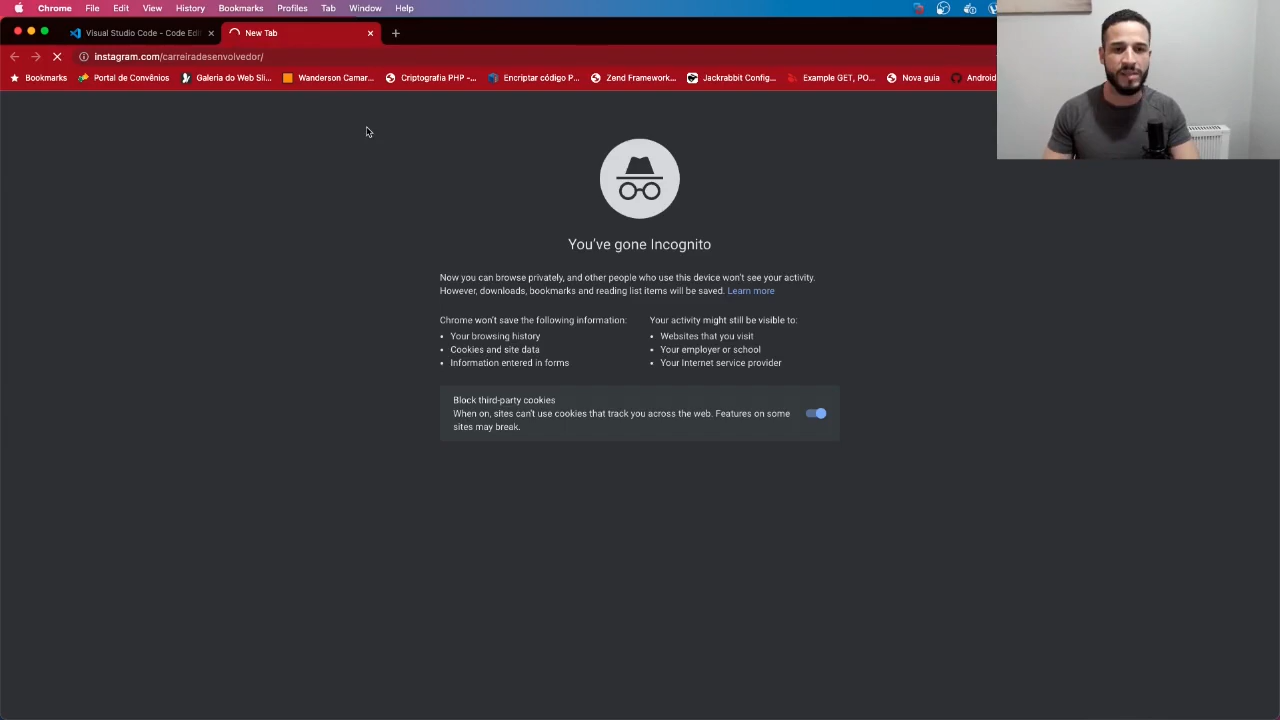 Chrome File Edit View History Bookmarks Profiles Tab Window Help
Visual Studio Code - Code Edit
New Tab
instagram.com/carreiradesenvolvedor/
Bookmarks Portal de Convênios Galeria do Web Sli... Wanderson Camar... Criptografia PHP -... Encriptar código P... Zend Framework... Jackrabbit Config... Example GET, PO... Nova guia Android
You've gone Incognito
Now you can browse privately, and other people who use this device won't see your activity.
However, downloads, bookmarks and reading list items will be saved. Learn more
Chrome won't save the following information:
• Your browsing history
• Cookies and site data
• Information entered in forms
Your activity might still be visible to:
• Websites that you visit
• Your employer or school
• Your Internet service provider
Block third-party cookies
When on, sites can't use cookies that track you across the web. Features on some
sites may break.